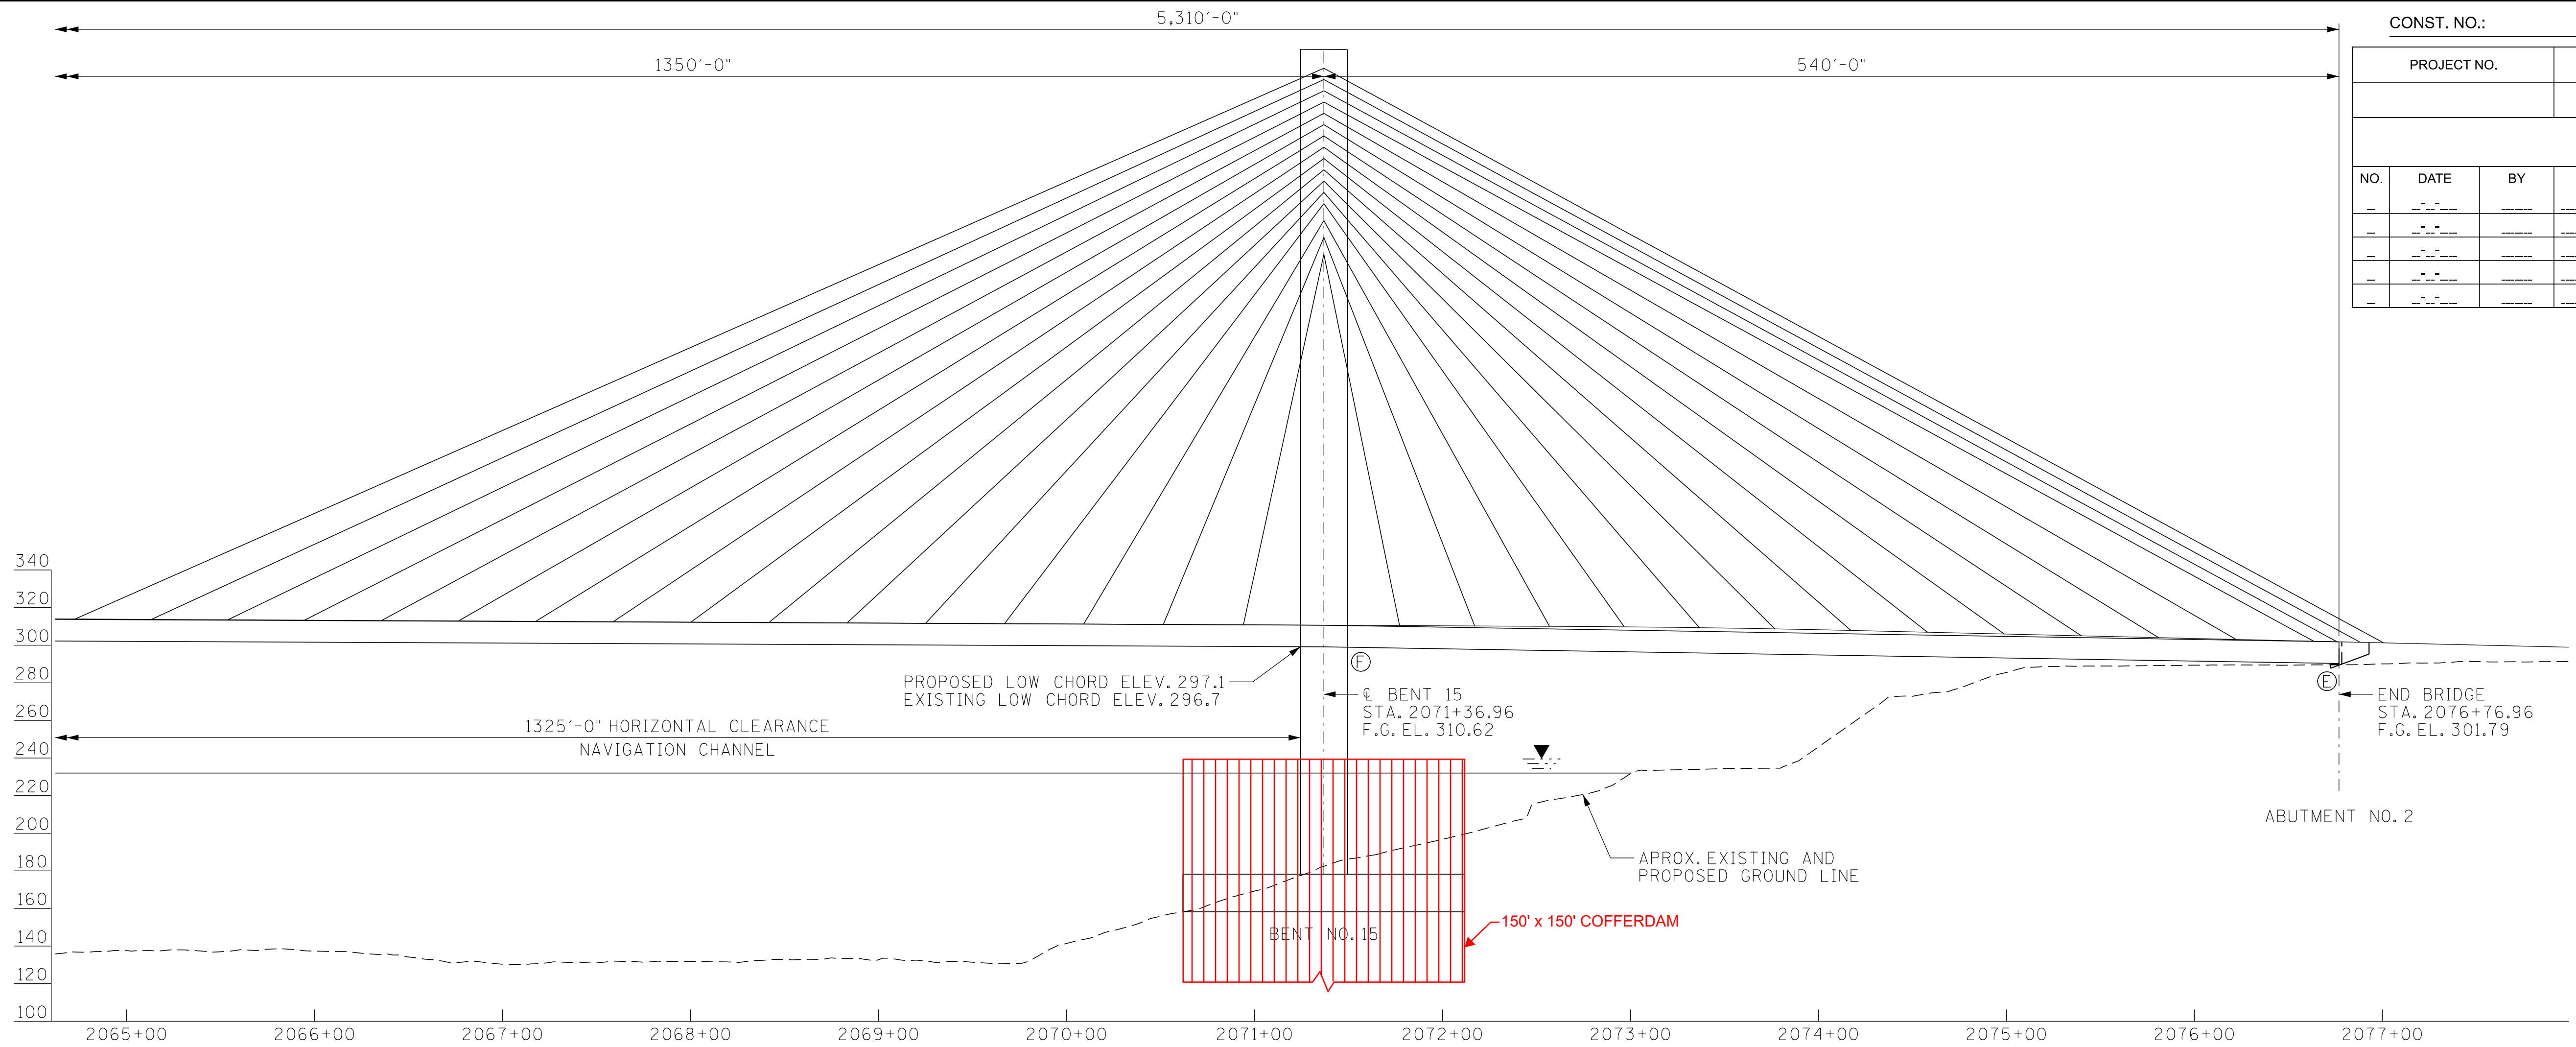 5,310'-0"
CONST. NO.:
1350'-0"
540'-0"
PROJECT NO.
NO. DATE BY
340
320
300
280
260
240
220
200
180
160
140
120
100
PROPOSED LOW CHORD ELEV. 297.1
EXISTING LOW CHORD ELEV. 296.7
F
℄ BENT 15
STA. 2071+36.96
F.G. EL. 310.62
E
END BRIDGE
STA. 2076+76.96
F.G. EL. 301.79
1325'-0" HORIZONTAL CLEARANCE
NAVIGATION CHANNEL
ABUTMENT NO. 2
APROX. EXISTING AND
PROPOSED GROUND LINE
150' x 150' COFFERDAM
BENT NO. 15
2065+00 2066+00 2067+00 2068+00 2069+00 2070+00 2071+00 2072+00 2073+00 2074+00 2075+00 2076+00 2077+00